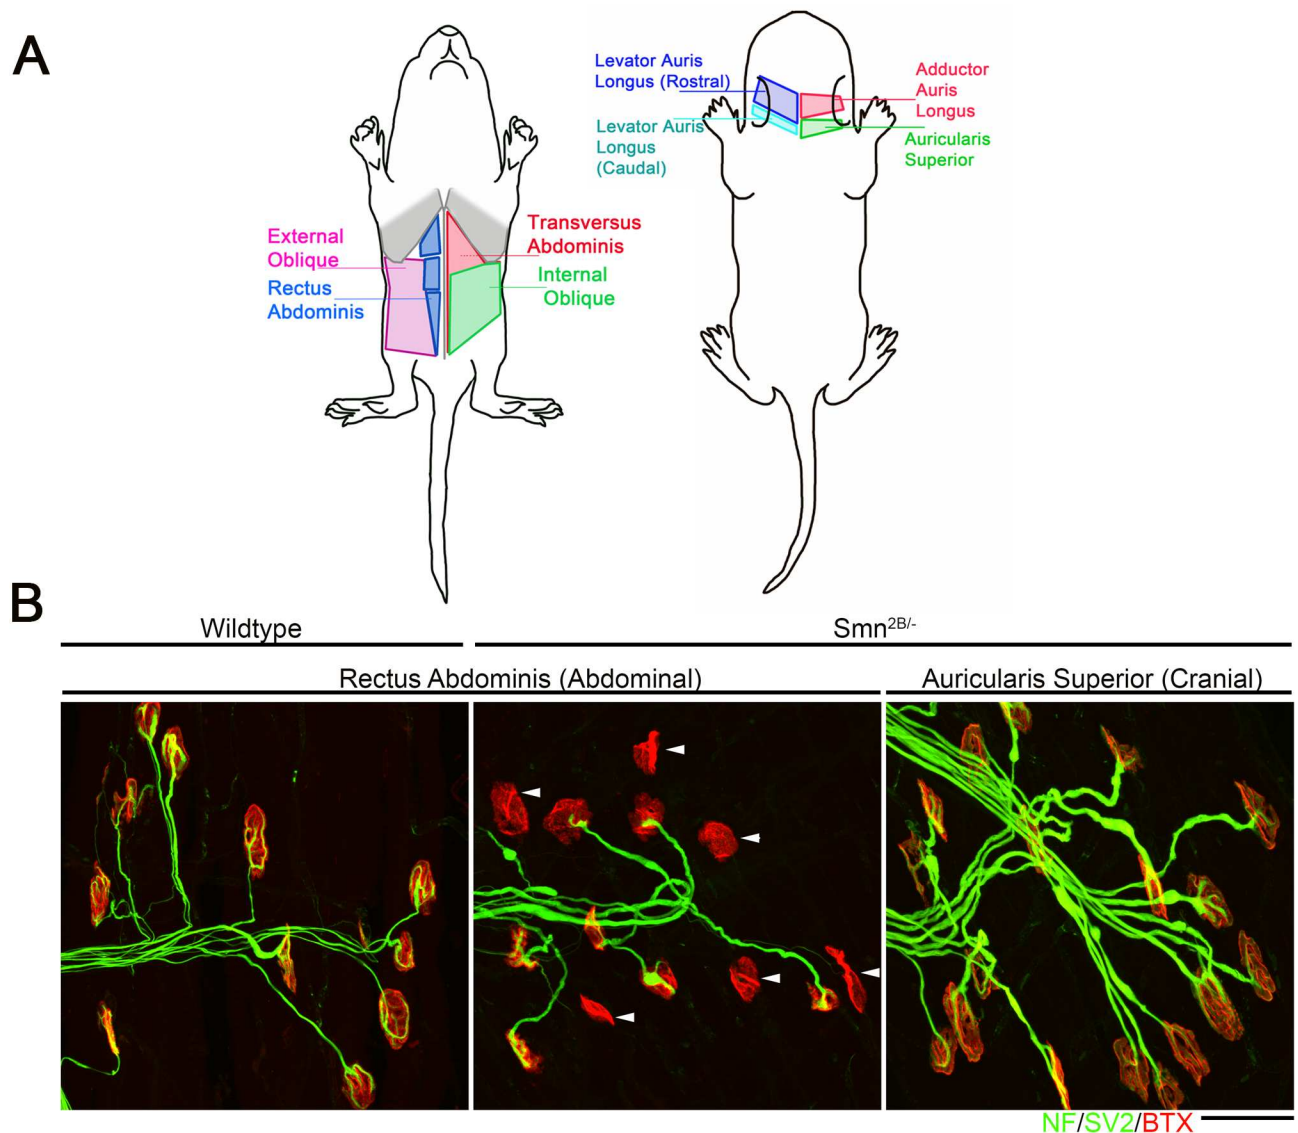 A
Levator Auris
Longus (Rostral)
Adductor
Auris
Longus
Levator Auris
Longus
(Caudal)
Auricularis
Superior
External
Oblique
Rectus
Abdominis
Transversus
Abdominis
Internal
Oblique
B
Wildtype
Smn2B/-
Rectus Abdominis (Abdominal)
Auricularis Superior (Cranial)
NF/SV2/BTX